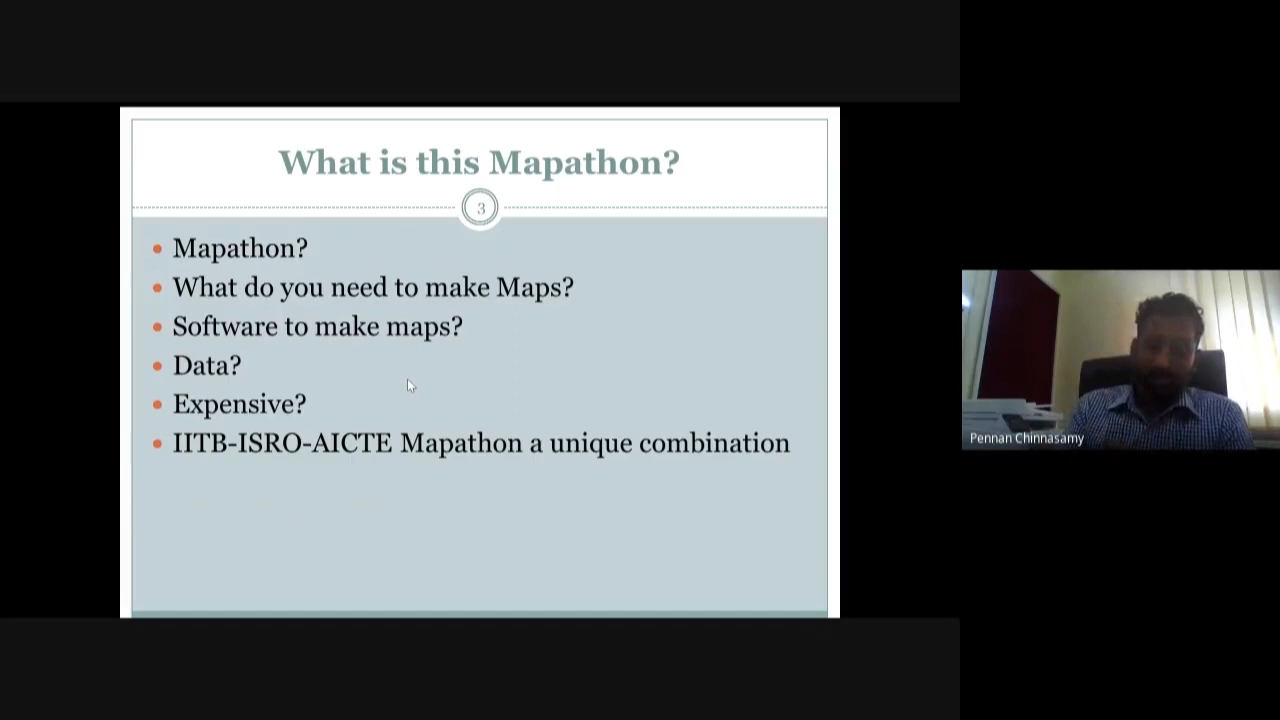 What is this Mapathon?
3
Mapathon?
What do you need to make Maps?
Software to make maps?
Data?
Expensive?
IITB-ISRO-AICTE Mapathon a unique combination
Pennan Chinnasamy